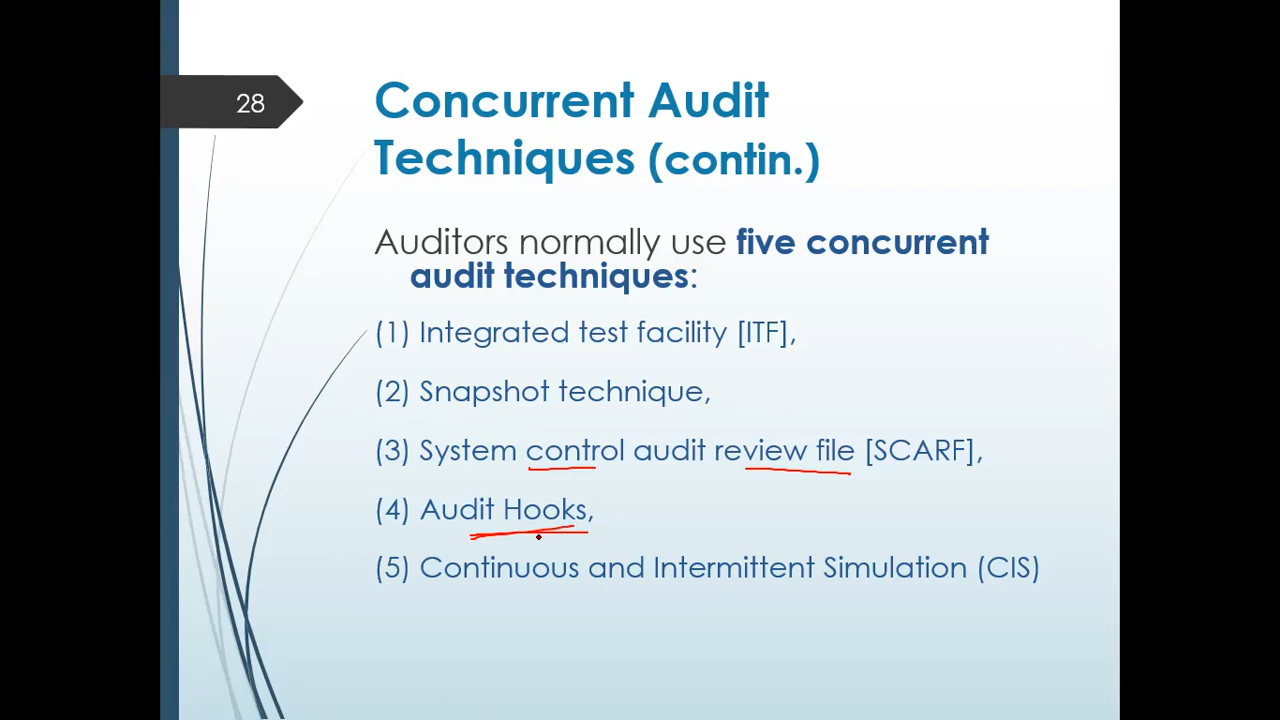 28
Concurrent Audit
Techniques (contin.)
Auditors normally use five concurrent
audit techniques:
(1) Integrated test facility [ITF],
(2) Snapshot technique,
(3) System control audit review file [SCARF],
(4) Audit Hooks,
(5) Continuous and Intermittent Simulation (CIS)